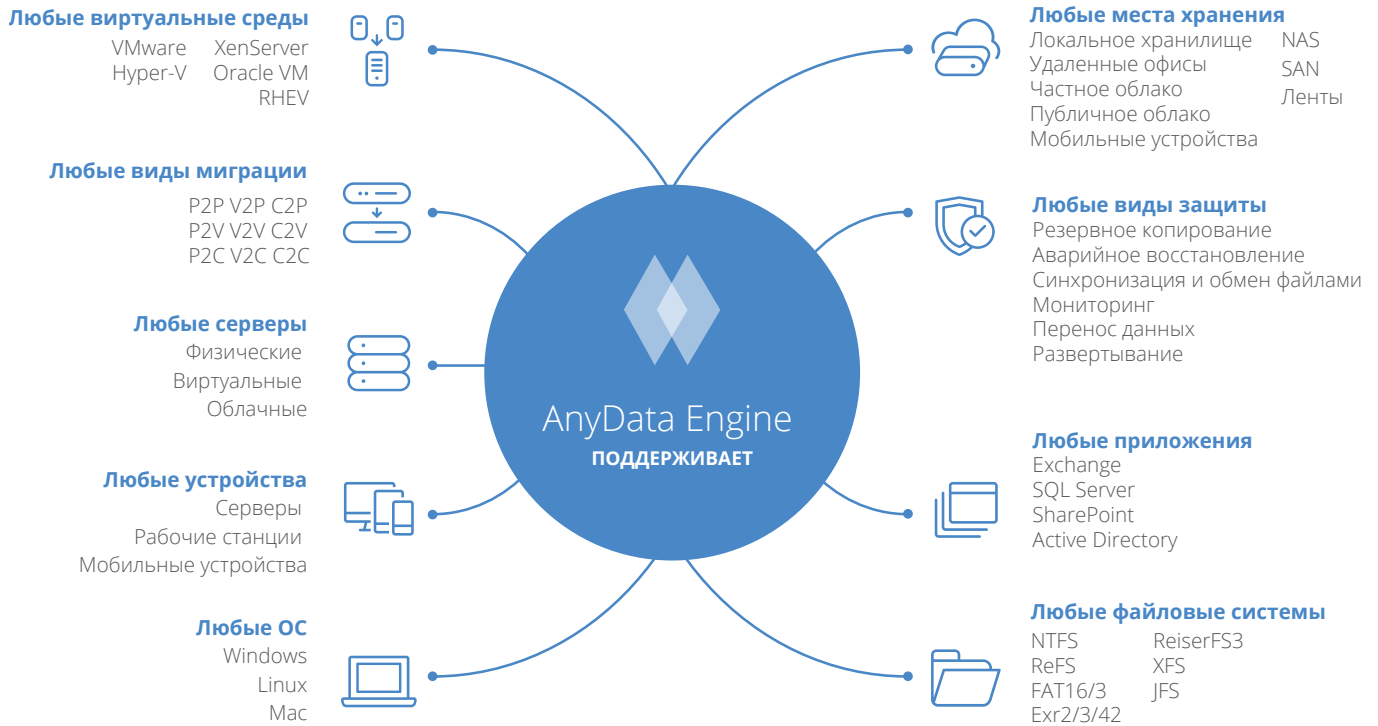 Любые виртуальные среды
VMware XenServer
Hyper-V Oracle VM
RHEV
Любые виды миграции
P2P V2P C2P
P2V V2V C2V
P2C V2C C2C
Любые серверы
Физические
Виртуальные
Облачные
Любые устройства
Серверы
Рабочие станции
Мобильные устройства
Любые ОС
Windows
Linux
Mac
AnyData Engine
ПОДДЕРЖИВАЕТ
Любые места хранения
Локальное хранилище NAS
Удаленные офисы SAN
Частное облако Ленты
Публичное облако
Мобильные устройства
Любые виды защиты
Резервное копирование
Аварийное восстановление
Синхронизация и обмен файлами
Мониторинг
Перенос данных
Развертывание
Любые приложения
Exchange
SQL Server
SharePoint
Active Directory
Любые файловые системы
NTFS ReiserFS3
ReFS XFS
FAT16/3 JFS
Exr2/3/42